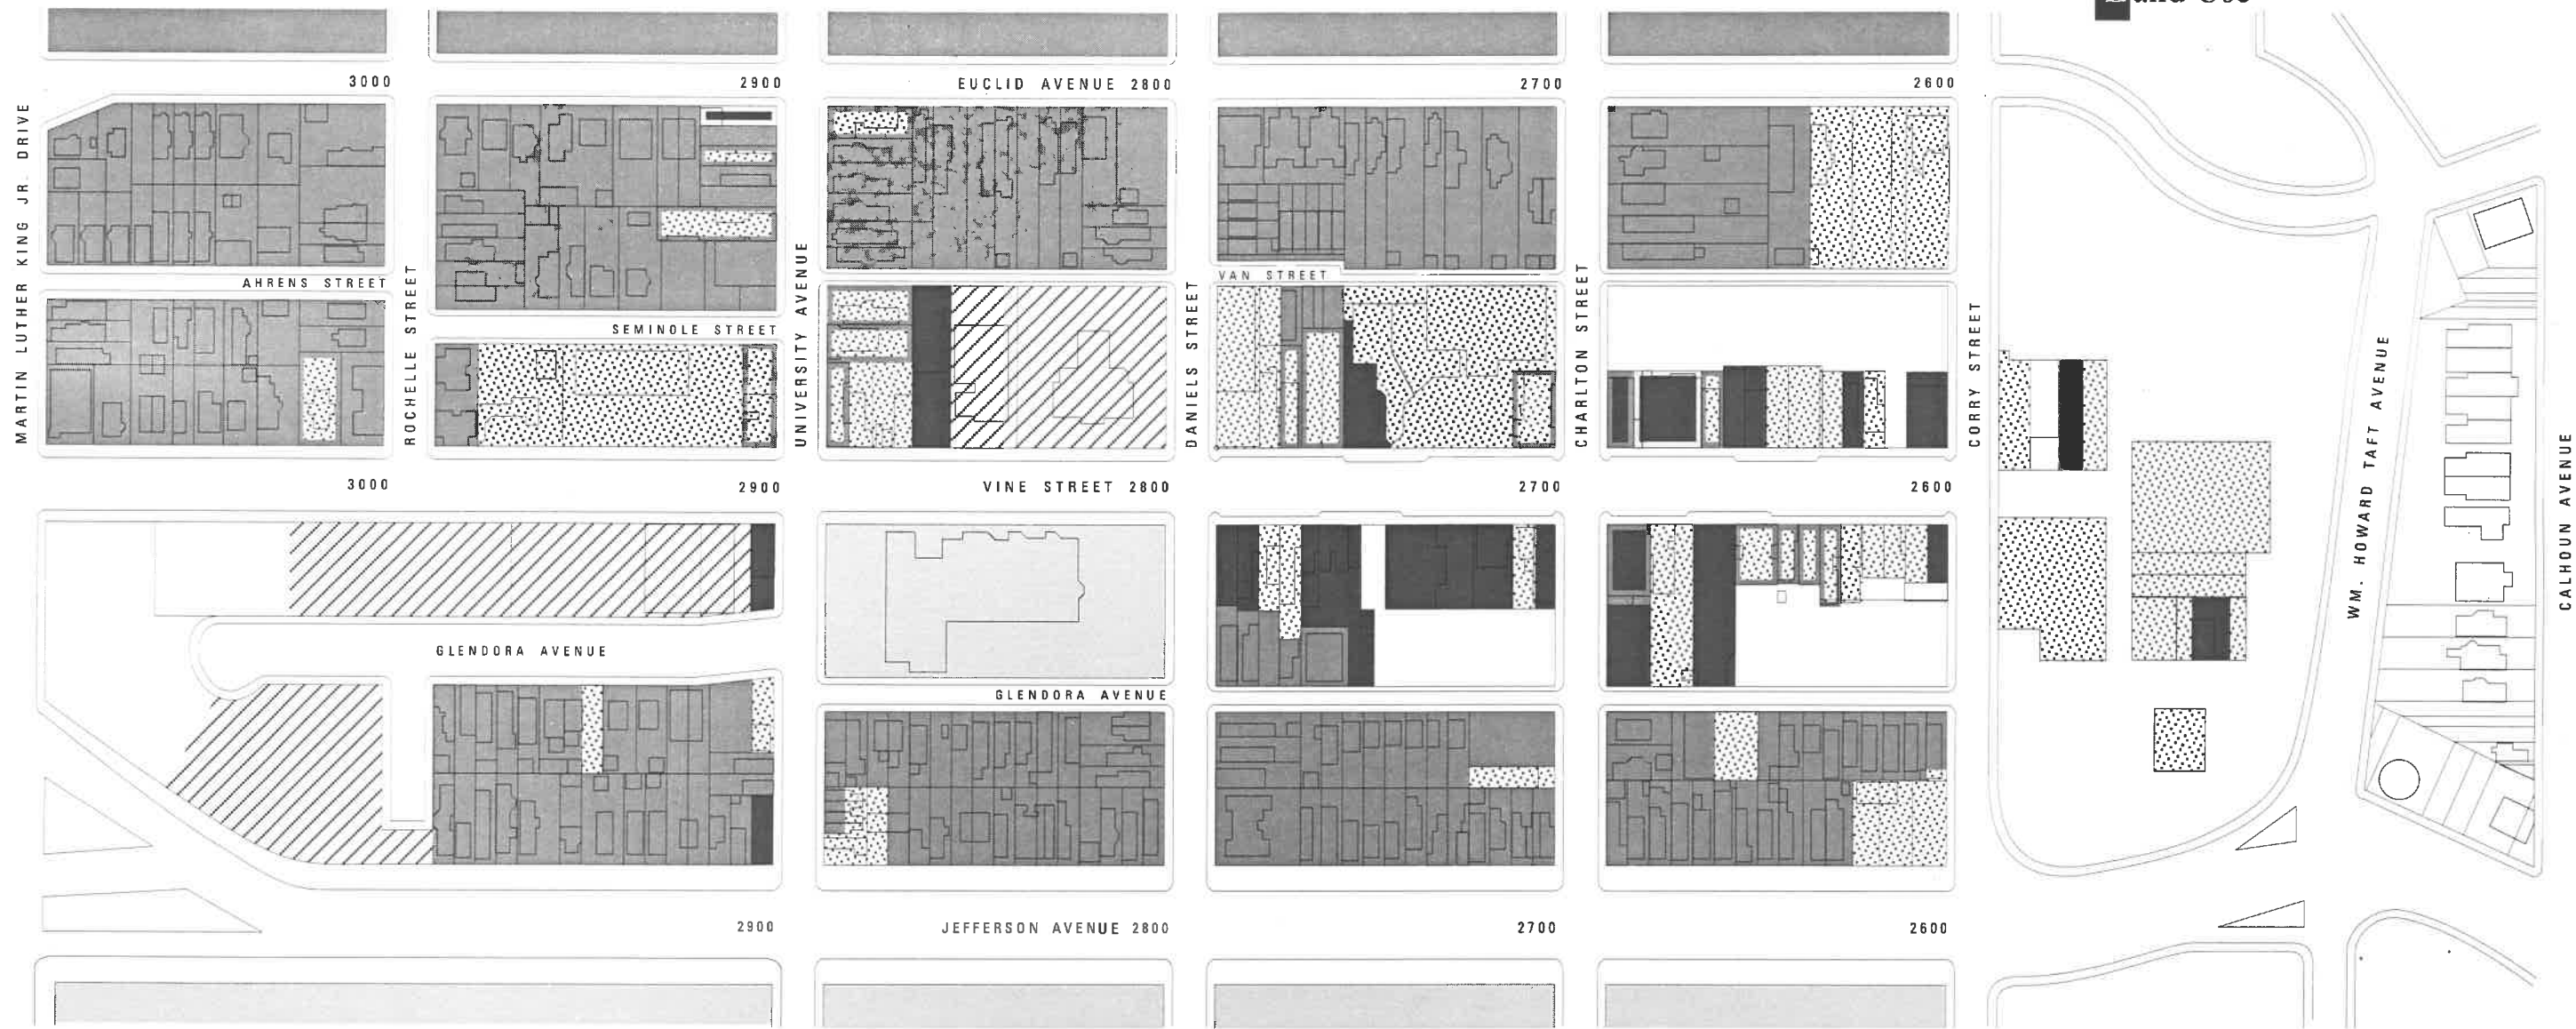 and Use
3000
2900
EUCLID AVENUE 2800
2700
2600
MARTIN LUTHER KING JR. DRIVE
AHRENS STREET
ROCHELLE STREET
SEMINOLE STREET
UNIVERSITY AVENUE
VAN STREET
DANIELS STREET
CHARLTON STREET
CORRY STREET
WM. HOWARD TAFT AVENUE
CALHOUN AVENUE
3000
2900
VINE STREET 2800
2700
2600
GLENDORA AVENUE
GLENDORA AVENUE
2900
JEFFERSON AVENUE 2800
2700
2600